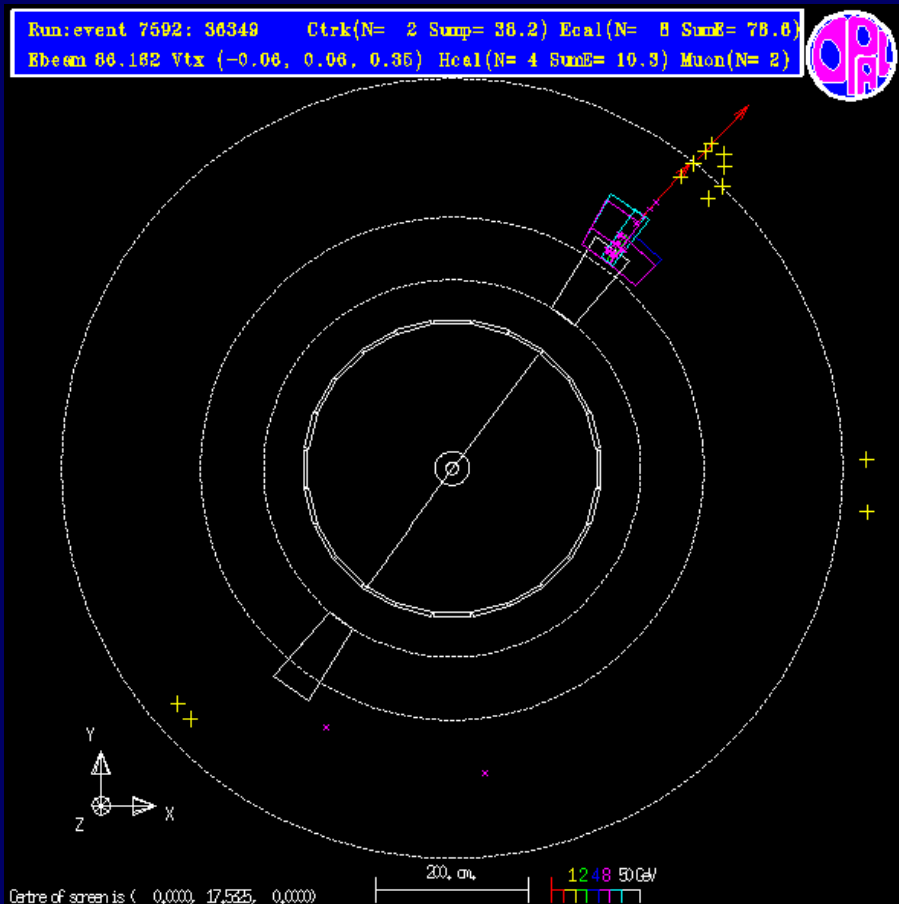 Run:event 7592: 36349 Ctrk(N= 2 Sump= 38.2) Ecal(N= 8 SumE= 78.6)
Ebeam 86.162 Vtx (-0.06, 0.06, 0.35) Hcal(N= 4 SumE= 10.3) Muon(N= 2)
OPAL
Y
X
Z
200. cm.
1 2 4 8 50 GeV
Centre of screen is ( 0.0000, 17.5325, 0.0000)